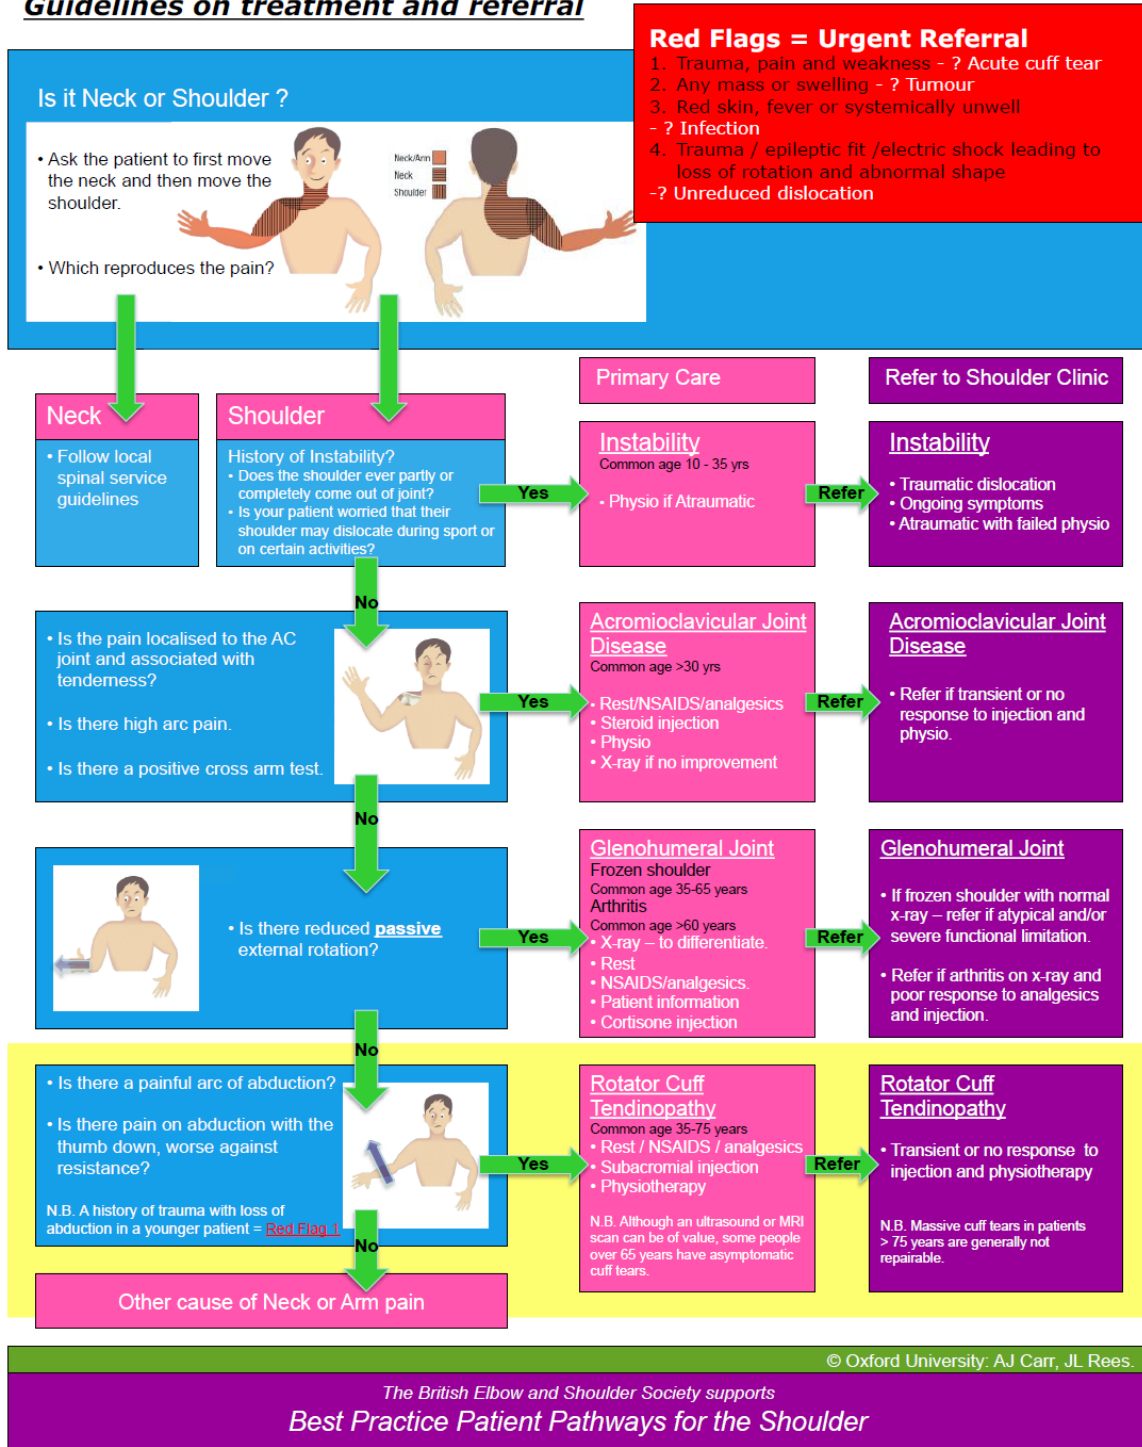 Guidelines on treatment and referral
Red Flags = Urgent Referral
1. Trauma, pain and weakness - ? Acute cuff tear
2. Any mass or swelling - ? Tumour
3. Red skin, fever or systemically unwell
- ? Infection
4. Trauma / epileptic fit /electric shock leading to
loss of rotation and abnormal shape
-? Unreduced dislocation
Is it Neck or Shoulder ?
• Ask the patient to first move
the neck and then move the
shoulder.
• Which reproduces the pain?
Neck/Arm
Neck
Shoulder
Primary Care
Refer to Shoulder Clinic
Neck
• Follow local
spinal service
guidelines
Shoulder
History of Instability?
• Does the shoulder ever partly or
completely come out of joint?
• Is your patient worried that their
shoulder may dislocate during sport or
on certain activities?
Yes
Instability
Common age 10 - 35 yrs
• Physio if Atraumatic
Refer
Instability
• Traumatic dislocation
• Ongoing symptoms
• Atraumatic with failed physio
No
• Is the pain localised to the AC
joint and associated with
tenderness?
• Is there high arc pain.
• Is there a positive cross arm test.
Yes
Acromioclavicular Joint
Disease
Common age >30 yrs
• Rest/NSAIDS/analgesics
• Steroid injection
• Physio
• X-ray if no improvement
Refer
Acromioclavicular Joint
Disease
• Refer if transient or no
response to injection and
physio.
No
• Is there reduced passive
external rotation?
Yes
Glenohumeral Joint
Frozen shoulder
Common age 35-65 years
Arthritis
Common age >60 years
• X-ray – to differentiate.
• Rest
• NSAIDS/analgesics.
• Patient information
• Cortisone injection
Refer
Glenohumeral Joint
• If frozen shoulder with normal
x-ray – refer if atypical and/or
severe functional limitation.
• Refer if arthritis on x-ray and
poor response to analgesics
and injection.
No
• Is there a painful arc of abduction?
• Is there pain on abduction with the
thumb down, worse against
resistance?
N.B. A history of trauma with loss of
abduction in a younger patient = Red Flag 1
Yes
Rotator Cuff
Tendinopathy
Common age 35-75 years
• Rest / NSAIDS / analgesics
• Subacromial injection
• Physiotherapy
N.B. Although an ultrasound or MRI
scan can be of value, some people
over 65 years have asymptomatic
cuff tears.
Refer
Rotator Cuff
Tendinopathy
• Transient or no response to
injection and physiotherapy
N.B. Massive cuff tears in patients
> 75 years are generally not
repairable.
No
Other cause of Neck or Arm pain
© Oxford University: AJ Carr, JL Rees.
The British Elbow and Shoulder Society supports
Best Practice Patient Pathways for the Shoulder